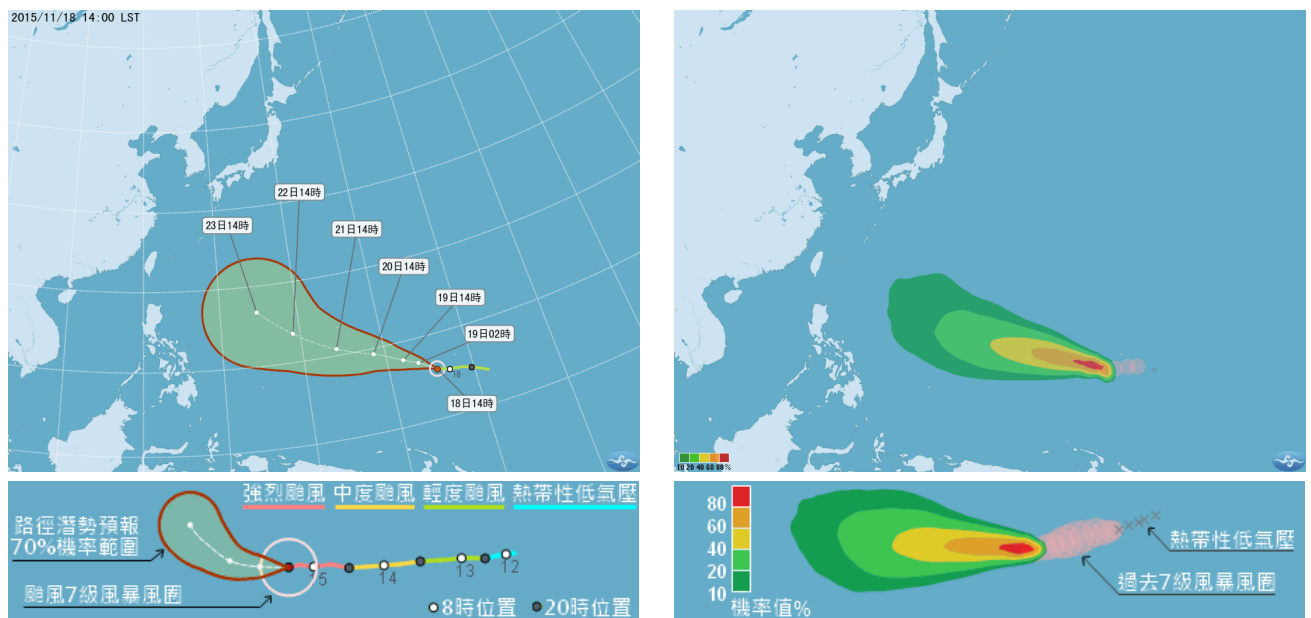 2015/11/18 14:00 LST
22日14時
23日14時
21日14時
20日14時
19日14時
19日02時
18
18日14時
10 20 40 60 80%
強烈颱風 中度颱風 輕度颱風 熱帶性低氣壓
路徑潛勢預報
70%機率範圍
15
14
13
12
颱風7級風暴風圈
8時位置 20時位置
80
60
40
20
10
機率值%
熱帶性低氣壓
過去7級風暴風圈